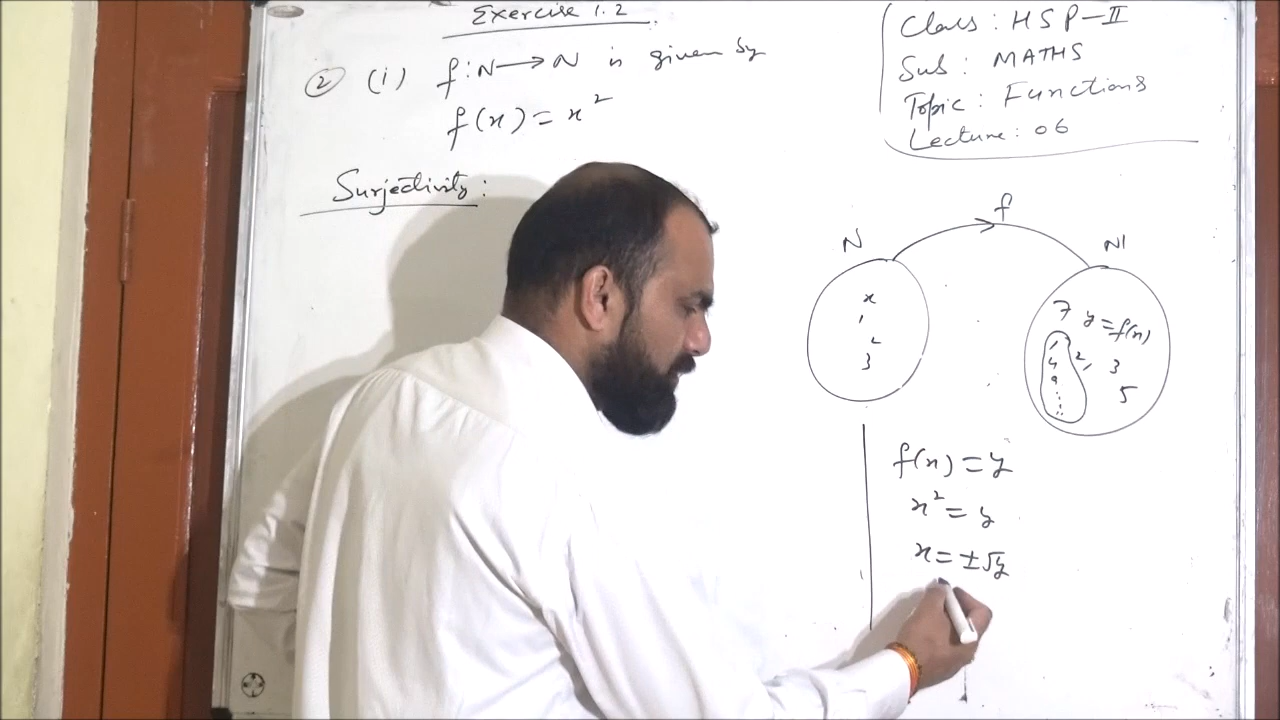 Exercise 1.2
② (i) f:N→N is given by
f(x)=x²
Surjectivity:
Class: HSP-II
Sub: MATHS
Topic: Functions
Lecture: 06
f
N
N
x
1
2
3
7 y=f(x)
1
4 2, 3
9
5
f(x)=y
x²=y
x=±√y